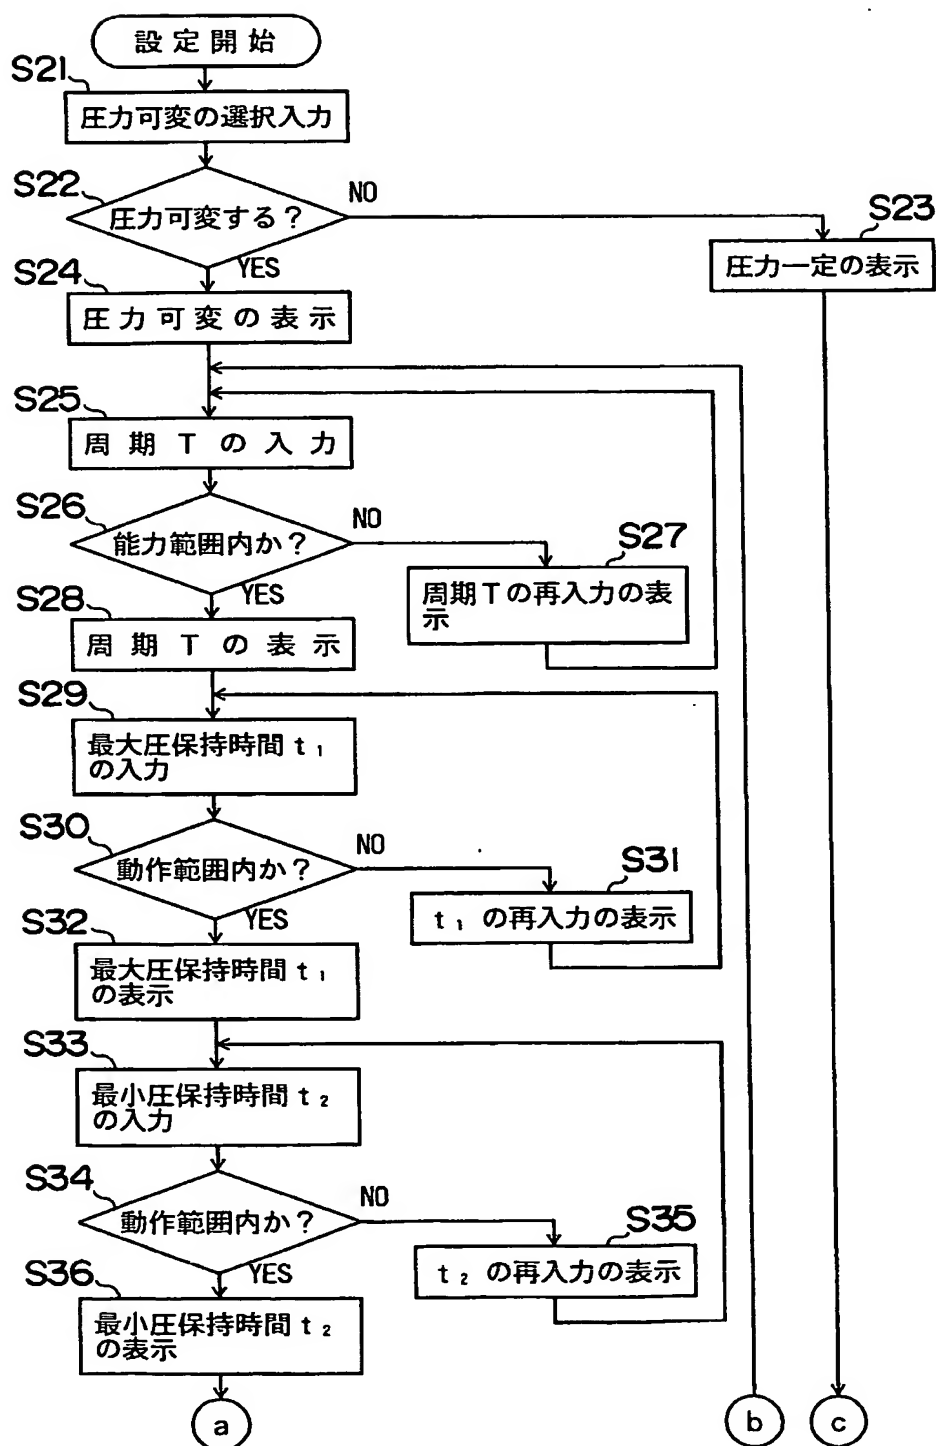 設定開始
S21
圧力可変の選択入力
S22
圧力可変する?
NO
YES
S23
圧力一定の表示
S24
圧力可変の表示
S25
周期Tの入力
S26
能力範囲内か?
NO
YES
S27
周期Tの再入力の表
示
S28
周期Tの表示
S29
最大圧保持時間t₁
の入力
S30
動作範囲内か?
NO
YES
S31
t₁の再入力の表示
S32
最大圧保持時間t₁
の表示
S33
最小圧保持時間t₂
の入力
S34
動作範囲内か?
NO
YES
S35
t₂の再入力の表示
S36
最小圧保持時間t₂
の表示
a
b
c